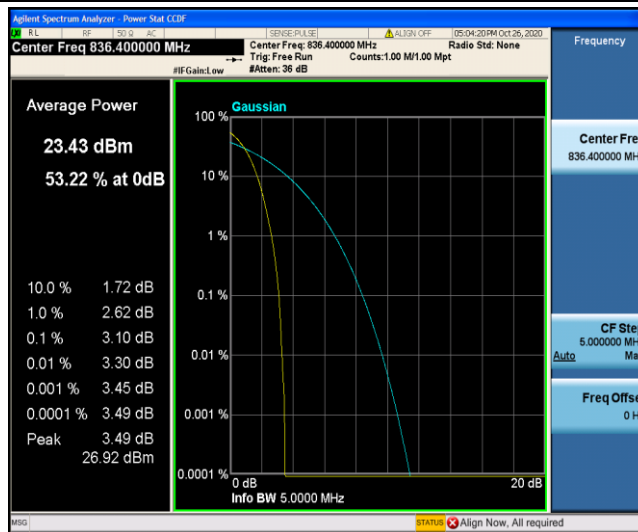 Agilent Spectrum Analyzer - Power Stat CCDF
RL RF 50 Ω AC SENSE:PULSE ALIGN OFF 05:04:20PM Oct 26, 2020
Center Freq 836.400000 MHz
Center Freq: 836.400000 MHz Radio Std: None
Trig: Free Run Counts:1.00 M/1.00 Mpt
#IFGain:Low #Atten: 36 dB
Frequency
Average Power
23.43 dBm
53.22 % at 0dB
10.0 % 1.72 dB
1.0 % 2.62 dB
0.1 % 3.10 dB
0.01 % 3.30 dB
0.001 % 3.45 dB
0.0001 % 3.49 dB
Peak 3.49 dB
26.92 dBm
Gaussian
100 %
10 %
1 %
0.1 %
0.01 %
0.001 %
0.0001 %
0 dB 20 dB
Info BW 5.0000 MHz
Center Fre
836.400000 MH
CF Ste
5.000000 MH
Auto Ma
Freq Offse
0 H
MSG STATUS Align Now, All required